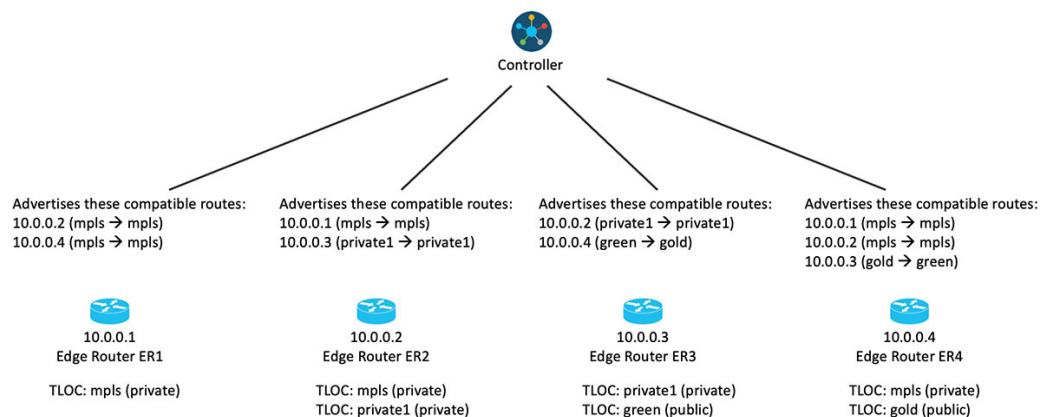 Controller
Advertises these compatible routes:
10.0.0.2 (mpls → mpls)
10.0.0.4 (mpls → mpls)
Advertises these compatible routes:
10.0.0.1 (mpls → mpls)
10.0.0.3 (private1 → private1)
Advertises these compatible routes:
10.0.0.2 (private1 → private1)
10.0.0.4 (green → gold)
Advertises these compatible routes:
10.0.0.1 (mpls → mpls)
10.0.0.2 (mpls → mpls)
10.0.0.3 (gold → green)
10.0.0.1
Edge Router ER1
TLOC: mpls (private)
10.0.0.2
Edge Router ER2
TLOC: mpls (private)
TLOC: private1 (private)
10.0.0.3
Edge Router ER3
TLOC: private1 (private)
TLOC: green (public)
10.0.0.4
Edge Router ER4
TLOC: mpls (private)
TLOC: gold (public)